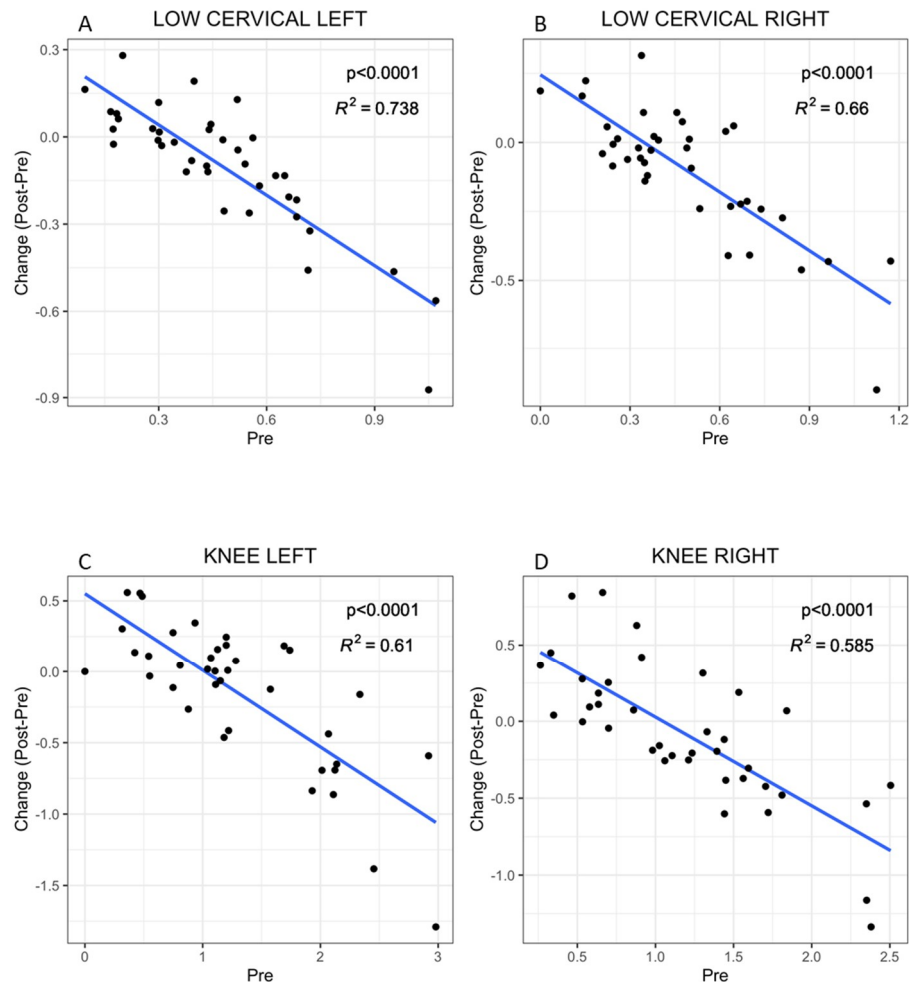 A
LOW CERVICAL LEFT
p<0.0001
R² = 0.738
0.3
0.0
-0.3
-0.6
-0.9
Change (Post-Pre)
0.3 0.6 0.9
Pre
B
LOW CERVICAL RIGHT
p<0.0001
R² = 0.66
0.0
-0.5
Change (Post-Pre)
0.0 0.3 0.6 0.9 1.2
Pre
C
KNEE LEFT
p<0.0001
R² = 0.61
0.5
0.0
-0.5
-1.0
-1.5
Change (Post-Pre)
0 1 2 3
Pre
D
KNEE RIGHT
p<0.0001
R² = 0.585
0.5
0.0
-0.5
-1.0
Change (Post-Pre)
0.5 1.0 1.5 2.0 2.5
Pre